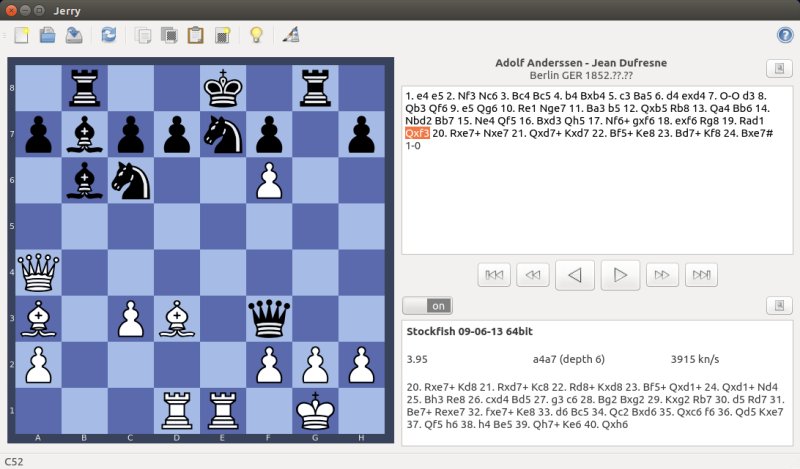 Jerry
8
7
6
5
4
3
2
1
A B C D E F G H
Adolf Anderssen - Jean Dufresne
Berlin GER 1852.??.??
1. e4 e5 2. Nf3 Nc6 3. Bc4 Bc5 4. b4 Bxb4 5. c3 Ba5 6. d4 exd4 7. O-O d3 8.
Qb3 Qf6 9. e5 Qg6 10. Re1 Nge7 11. Ba3 b5 12. Qxb5 Rb8 13. Qa4 Bb6 14.
Nbd2 Bb7 15. Ne4 Qf5 16. Bxd3 Qh5 17. Nf6+ gxf6 18. exf6 Rg8 19. Rad1
Qxf3 20. Rxe7+ Nxe7 21. Qxd7+ Kxd7 22. Bf5+ Ke8 23. Bd7+ Kf8 24. Bxe7#
1-0
on
Stockfish 09-06-13 64bit
3.95 a4a7 (depth 6) 3915 kn/s
20. Rxe7+ Kd8 21. Rxd7+ Kc8 22. Rd8+ Kxd8 23. Bf5+ Qxd1+ 24. Qxd1+ Nd4
25. Bh3 Re8 26. cxd4 Bd5 27. g3 c6 28. Bg2 Bxg2 29. Kxg2 Rb7 30. d5 Rd7 31.
Be7+ Rexe7 32. fxe7+ Ke8 33. d6 Bc5 34. Qc2 Bxd6 35. Qxc6 f6 36. Qd5 Kxe7
37. Qf5 h6 38. h4 Be5 39. Qh7+ Ke6 40. Qxh6
C52